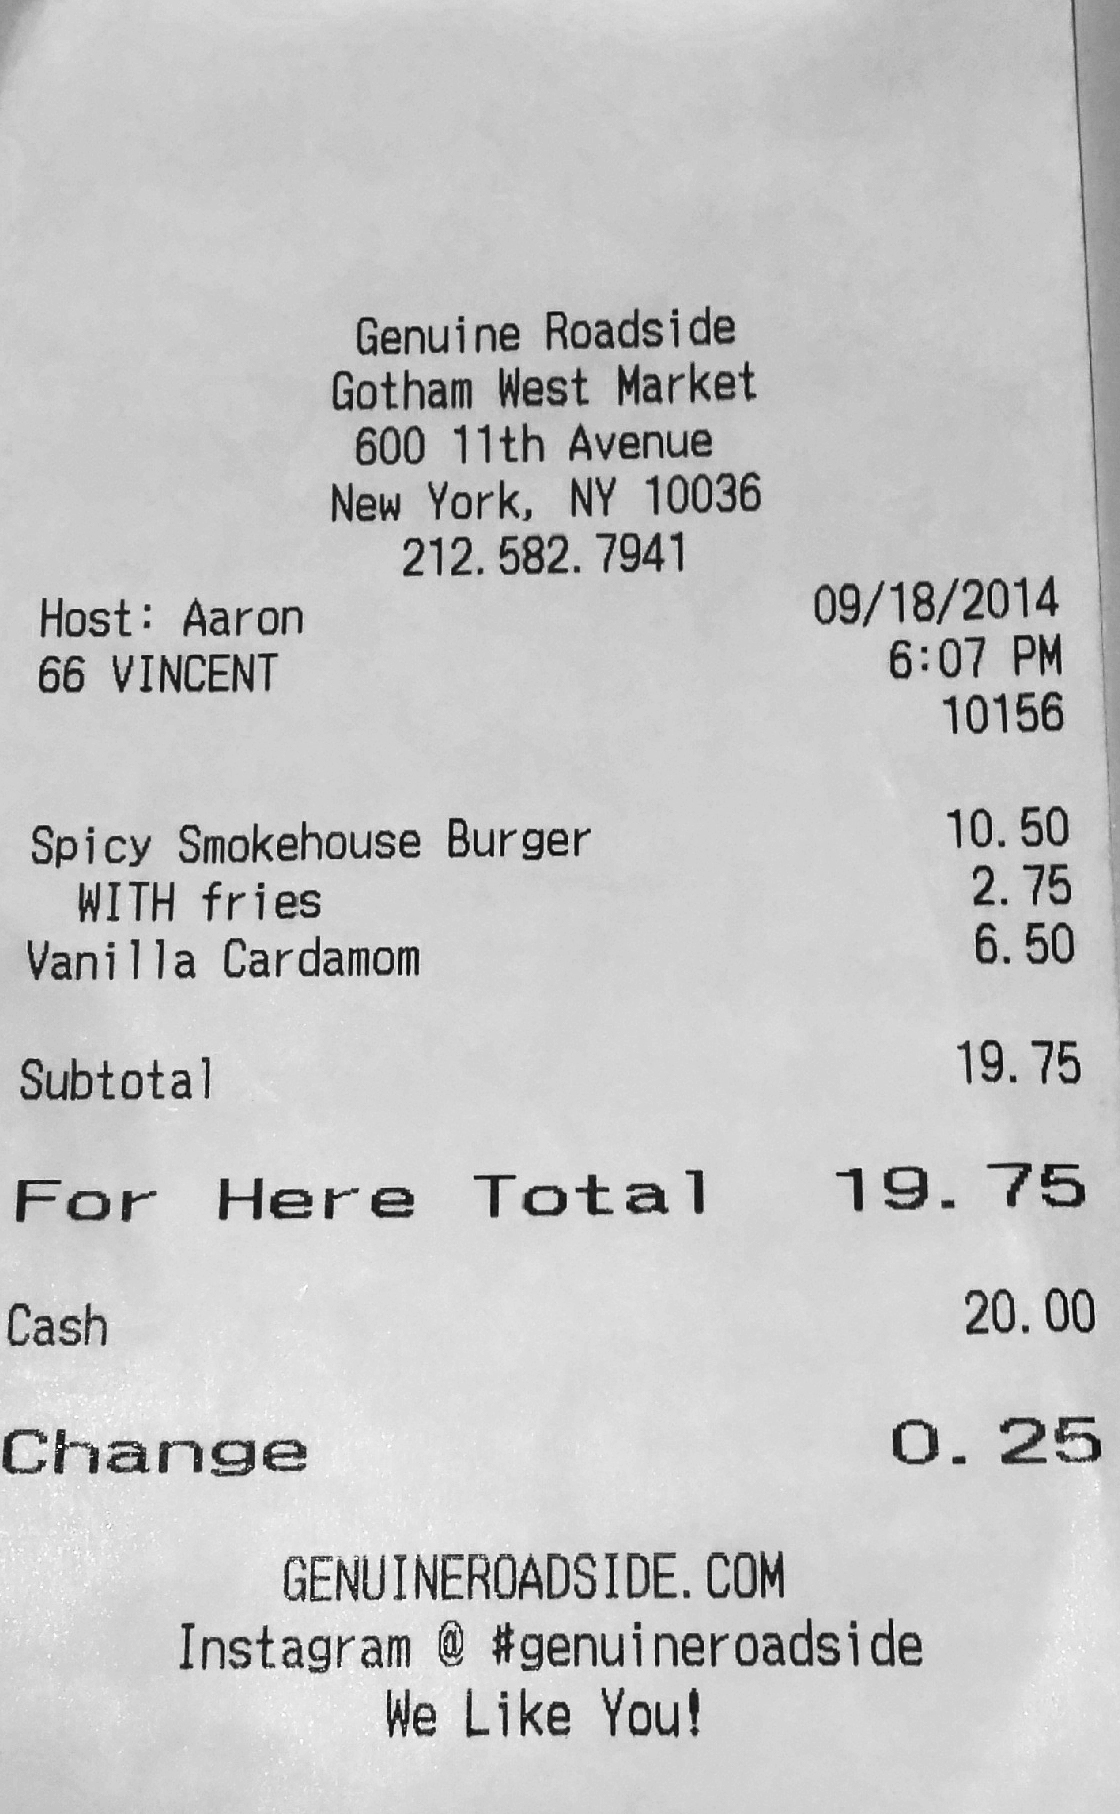 Genuine Roadside
Gotham West Market
600 11th Avenue
New York, NY 10036
212.582.7941
Host: Aaron 09/18/2014
66 VINCENT 6:07 PM
10156
Spicy Smokehouse Burger 10.50
WITH fries 2.75
Vanilla Cardamom 6.50
Subtotal 19.75
For Here Total 19.75
Cash 20.00
Change 0.25
GENUINEROADSIDE.COM
Instagram @ #genuineroadside
We Like You!